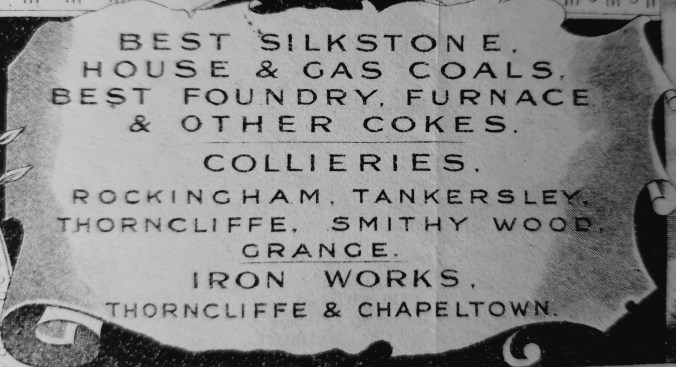 BEST SILKSTONE,
HOUSE & GAS COALS,
BEST FOUNDRY, FURNACE
& OTHER COKES.
COLLIERIES.
ROCKINGHAM, TANKERSLEY,
THORNCLIFFE, SMITHY WOOD,
GRANGE.
IRON WORKS,
THORNCLIFFE & CHAPELTOWN.